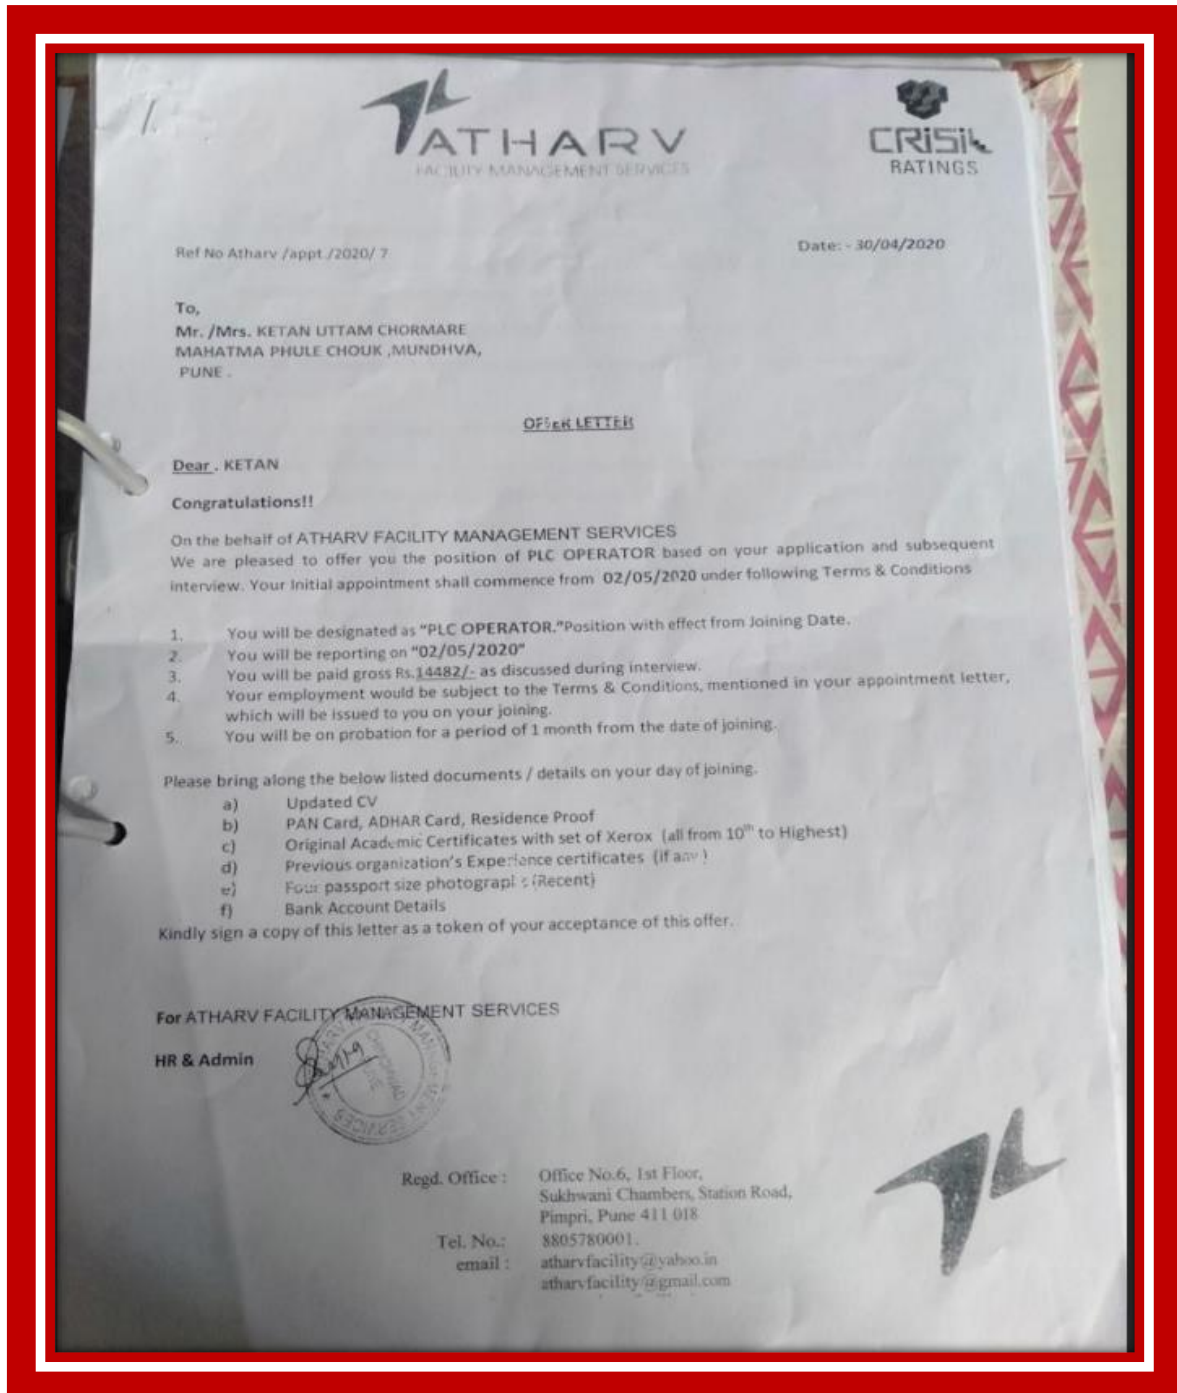 1.
ATHARV
FACILITY MANAGEMENT SERVICES
CRISIL
RATINGS
Ref No Atharv /appt /2020/ 7
Date: - 30/04/2020
To,
Mr. /Mrs. KETAN UTTAM CHORMARE
MAHATMA PHULE CHOUK ,MUNDHVA,
PUNE .
OFFER LETTER
Dear . KETAN
Congratulations!!
On the behalf of ATHARV FACILITY MANAGEMENT SERVICES
We are pleased to offer you the position of PLC OPERATOR based on your application and subsequent
interview. Your Initial appointment shall commence from 02/05/2020 under following Terms & Conditions
1. You will be designated as "PLC OPERATOR."Position with effect from Joining Date.
2. You will be reporting on "02/05/2020"
3. You will be paid gross Rs.14482/- as discussed during interview.
4. Your employment would be subject to the Terms & Conditions, mentioned in your appointment letter,
which will be issued to you on your joining.
5. You will be on probation for a period of 1 month from the date of joining.
Please bring along the below listed documents / details on your day of joining.
a) Updated CV
b) PAN Card, ADHAR Card, Residence Proof
c) Original Academic Certificates with set of Xerox (all from 10th to Highest)
d) Previous organization's Experience certificates (if any )
e) Four passport size photographs (Recent)
f) Bank Account Details
Kindly sign a copy of this letter as a token of your acceptance of this offer.
For ATHARV FACILITY MANAGEMENT SERVICES
HR & Admin
Regd. Office : Office No.6, 1st Floor,
Sukhwani Chambers, Station Road,
Pimpri, Pune 411 018
Tel. No.: 8805780001.
email : atharvfacility@yahoo.in
atharvfacility@gmail.com